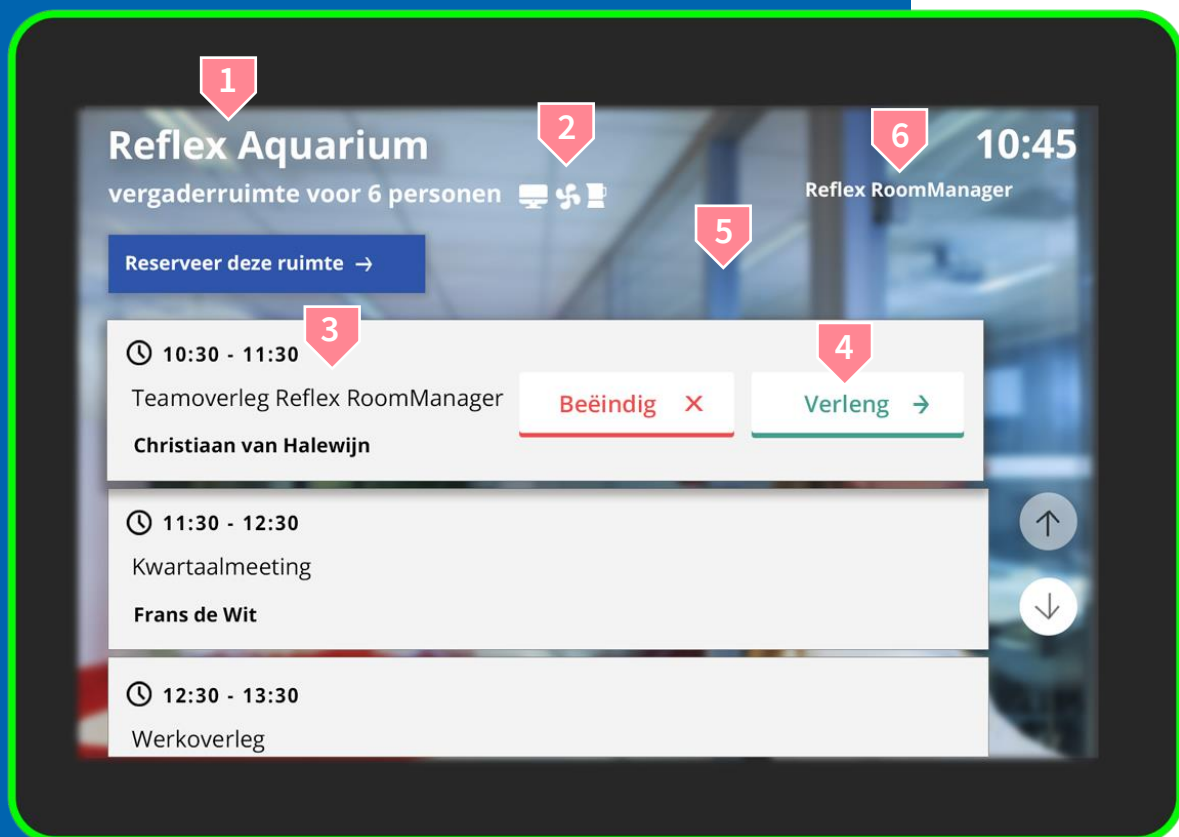 1
2
6
Reflex Aquarium
10:45
vergaderruimte voor 6 personen
Reflex RoomManager
5
Reserveer deze ruimte →
3
4
10:30 - 11:30
Teamoverleg Reflex RoomManager
Beëindig ✕
Verleng →
Christiaan van Halewijn
11:30 - 12:30
Kwartaalmeeting
Frans de Wit
12:30 - 13:30
Werkoverleg